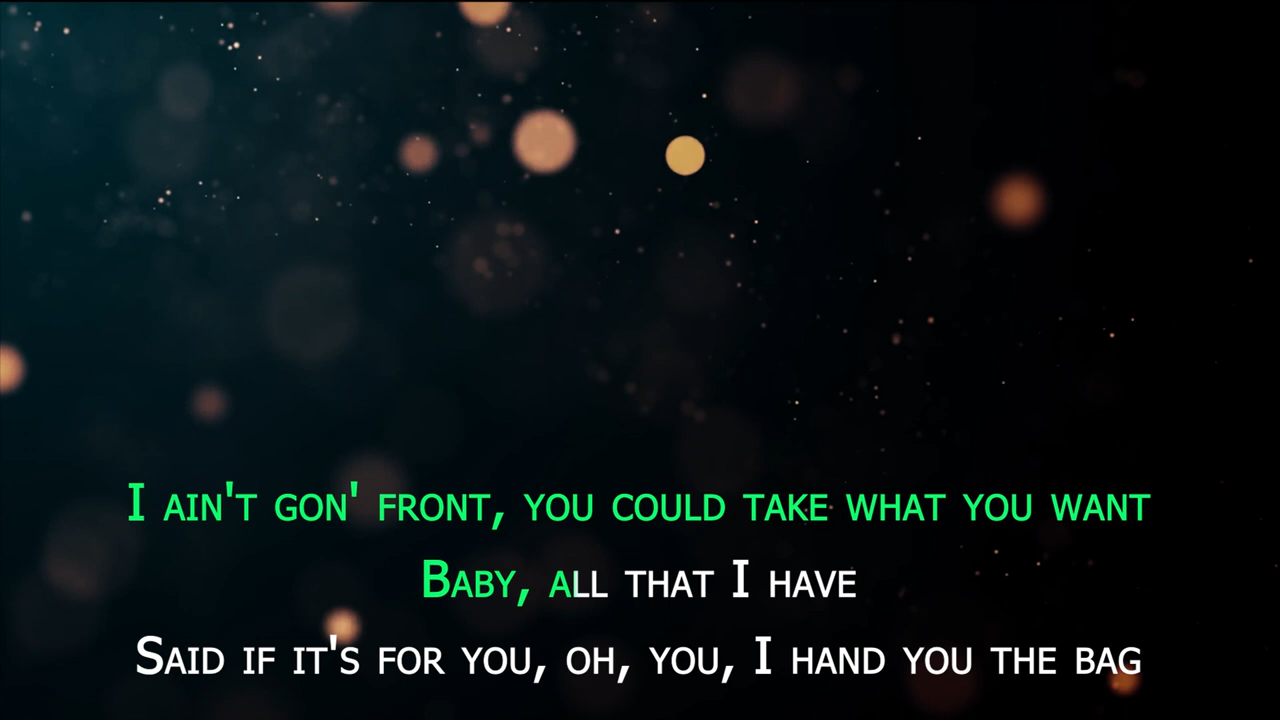 I ain't gon' front, you could take what you want
Baby, all that I have
Said if it's for you, oh, you, I hand you the bag